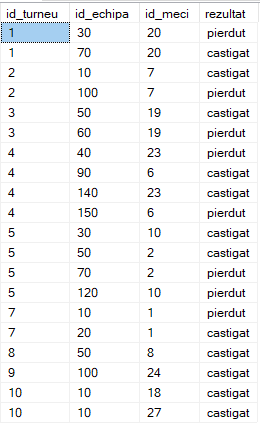 id_turneu id_echipa id_meci rezultat
1 30 20 pierdut
1 70 20 castigat
2 10 7 castigat
2 100 7 pierdut
3 50 19 castigat
3 60 19 pierdut
4 40 23 pierdut
4 90 6 castigat
4 140 23 castigat
4 150 6 pierdut
5 30 10 castigat
5 50 2 castigat
5 70 2 pierdut
5 120 10 pierdut
7 10 1 pierdut
7 20 1 castigat
8 50 8 castigat
9 100 24 castigat
10 10 18 castigat
10 10 27 castigat